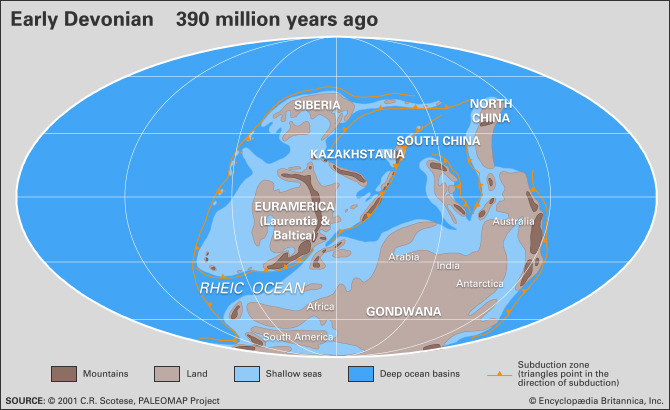 Early Devonian 390 million years ago
SIBERIA
NORTH
CHINA
SOUTH CHINA
KAZAKHSTANIA
EURAMERICA
(Laurentia &
Baltica)
Australia
Arabia
India
Antarctica
RHEIC OCEAN
Africa
GONDWANA
South America
Mountains
Land
Shallow seas
Deep ocean basins
Subduction zone
(triangles point in the
direction of subduction)
SOURCE: © 2001 C.R. Scotese, PALEOMAP Project
© Encyclopædia Britannica, Inc.